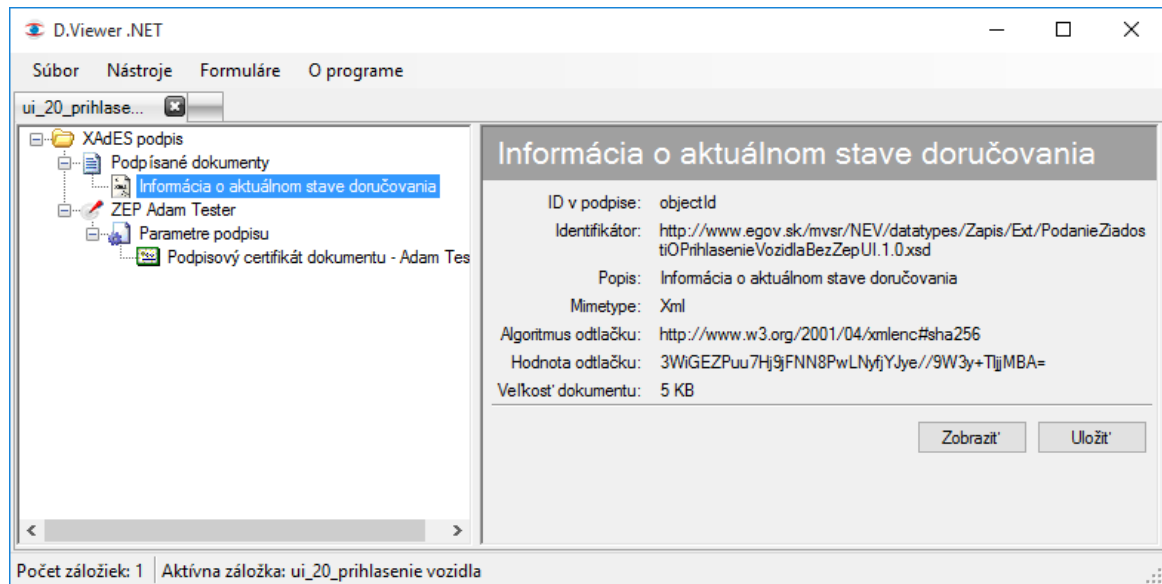 D.Viewer .NET
Súbor Nástroje Formuláre O programe
ui_20_prihlase...
XAdES podpis
Podpísané dokumenty
Informácia o aktuálnom stave doručovania
ZEP Adam Tester
Parametre podpisu
Podpisový certifikát dokumentu - Adam Tes
Informácia o aktuálnom stave doručovania
ID v podpise: objectId
Identifikátor: http://www.egov.sk/mvsr/NEV/datatypes/Zapis/Ext/PodanieZiados
tiOPrihlasenieVozidlaBezZepUI.1.0.xsd
Popis: Informácia o aktuálnom stave doručovania
Mimetype: Xml
Algoritmus odtlačku: http://www.w3.org/2001/04/xmlenc#sha256
Hodnota odtlačku: 3WiGEZPuu7Hj9jFNN8PwLNyfjYJye//9W3y+TljjMBA=
Veľkosť dokumentu: 5 KB
Zobraziť Uložiť
Počet záložiek: 1 Aktívna záložka: ui_20_prihlasenie vozidla